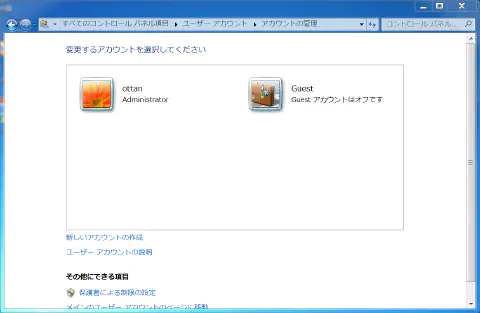 « すべてのコントロール パネル項目 ▸ ユーザー アカウント ▸ アカウントの管理
コントロール パネル...
変更するアカウントを選択してください
ottan
Administrator
Guest
Guest アカウントはオフです
新しいアカウントの作成
ユーザー アカウントの説明
その他にできる項目
保護者による制限の設定
メインのユーザー アカウントのページに移動